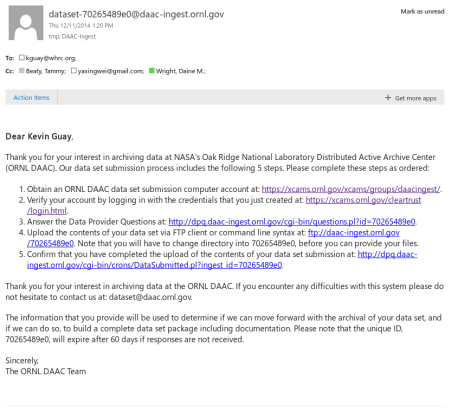 dataset-70265489e0@daac-ingest.ornl.gov
Mark as unread
Thu 12/11/2014 1:20 PM
tmp; DAAC-Ingest
To: kguay@whrc.org;
Cc: Beaty, Tammy; yaxingwei@gmail.com; Wright, Daine M.;
Action Items
+ Get more apps
Dear Kevin Guay,
Thank you for your interest in archiving data at NASA's Oak Ridge National Laboratory Distributed Active Archive Center
(ORNL DAAC). Our data set submission process includes the following 5 steps. Please complete these steps as ordered:
1. Obtain an ORNL DAAC data set submission computer account at: https://xcams.ornl.gov/xcams/groups/daacingest/.
2. Verify your account by logging in with the credentials that you just created at: https://xcams.ornl.gov/cleartrust
/login.html.
3. Answer the Data Provider Questions at: http://dpq.daac-ingest.ornl.gov/cgi-bin/questions.pl?id=70265489e0.
4. Upload the contents of your data set via FTP client or command line syntax at: ftp://daac-ingest.ornl.gov
/70265489e0. Note that you will have to change directory into 70265489e0, before you can provide your files.
5. Confirm that you have completed the upload of the contents of your data set submission at: http://dpq.daac-
ingest.ornl.gov/cgi-bin/crons/DataSubmitted.pl?ingest_id=70265489e0.
Thank you for your interest in archiving data at the ORNL DAAC. If you encounter any difficulties with this system please do
not hesitate to contact us at: dataset@daac.ornl.gov.
The information that you provide will be used to determine if we can move forward with the archival of your data set, and
if we can do so, to build a complete data set package including documentation. Please note that the unique ID,
70265489e0, will expire after 60 days if responses are not received.
Sincerely,
The ORNL DAAC Team